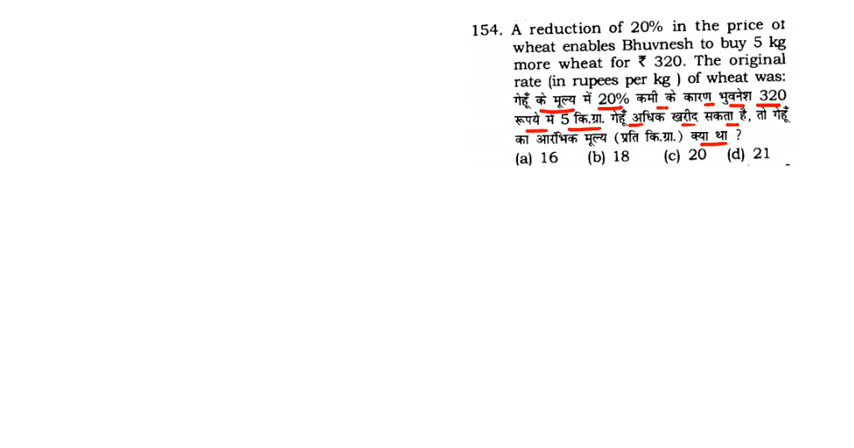 154. A reduction of 20% in the price of
wheat enables Bhuvnesh to buy 5 kg
more wheat for ₹ 320. The original
rate (in rupees per kg ) of wheat was:
गेहूँ के मूल्य में 20% कमी के कारण भुवनेश 320
रूपये में 5 कि.ग्रा. गेहूँ अधिक खरीद सकता है, तो गेहूँ
का आरंभिक मूल्य (प्रति कि.ग्रा.) क्या था ?
(a) 16 (b) 18 (c) 20 (d) 21